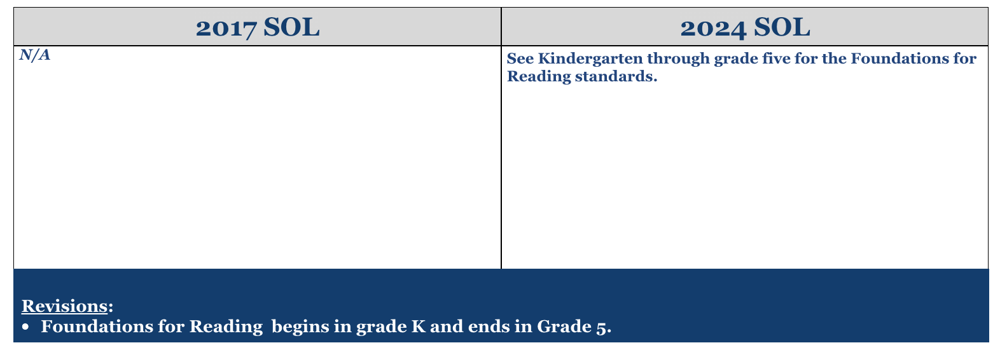 2017 SOL
2024 SOL
N/A
See Kindergarten through grade five for the Foundations for
Reading standards.
Revisions:
• Foundations for Reading  begins in grade K and ends in Grade 5.